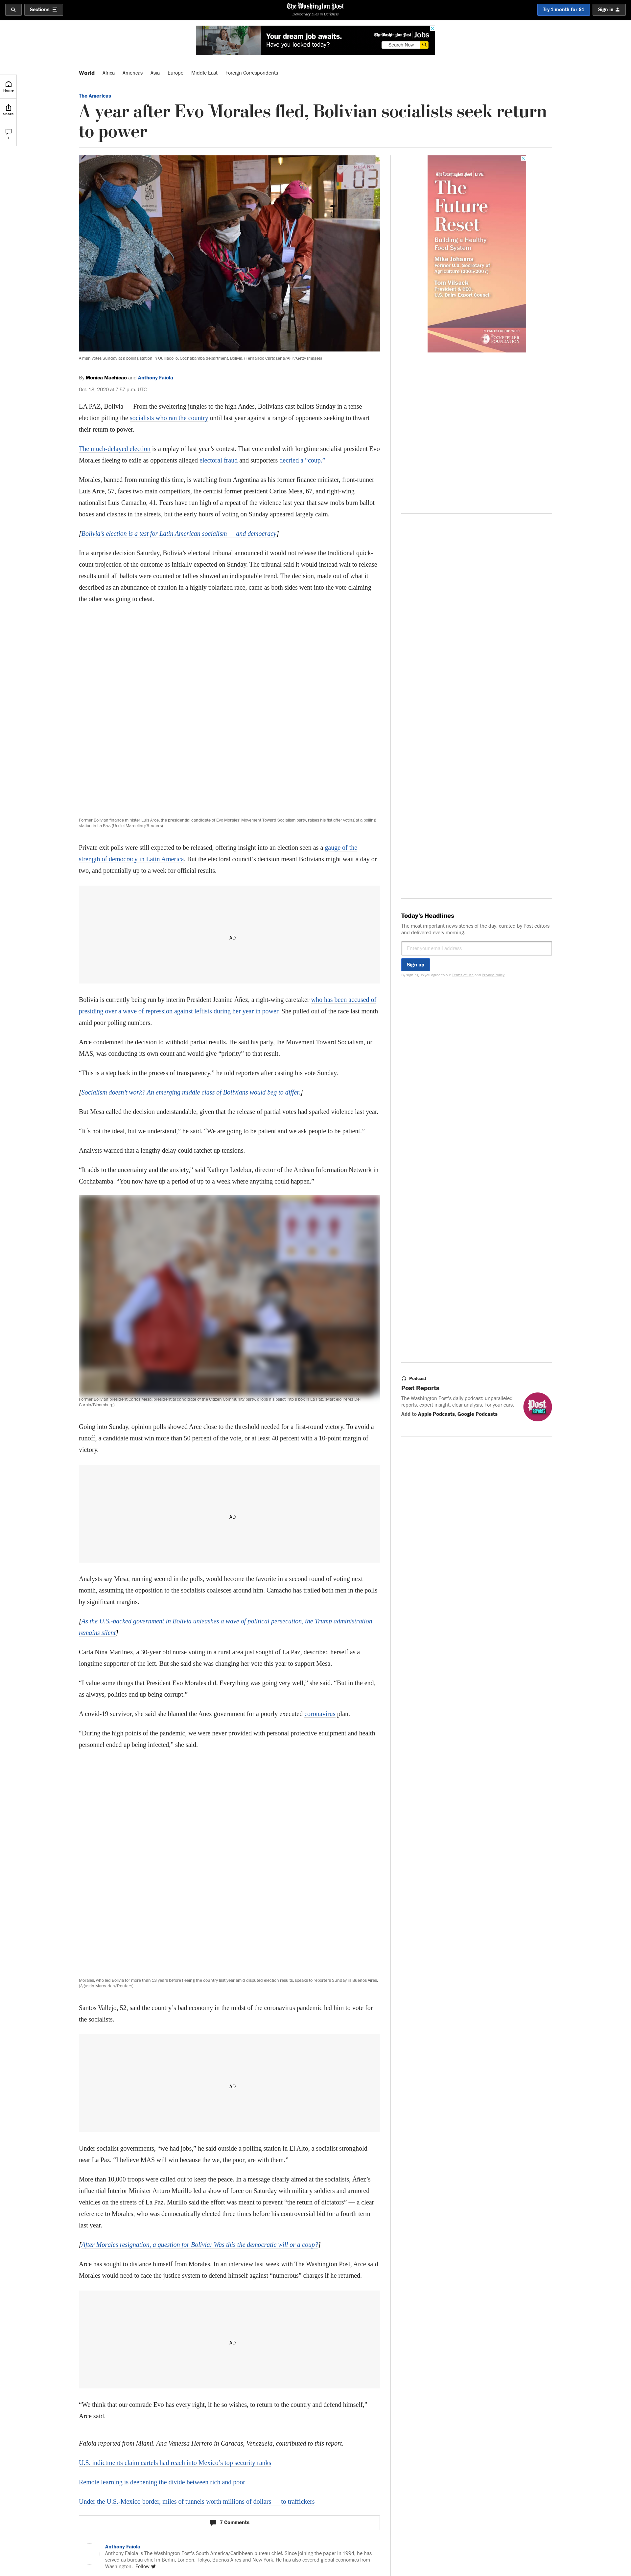 Sections
The Washington Post
Democracy Dies in Darkness
Try 1 month for $1
Sign in
Your dream job awaits.
Have you looked today?
The Washington Post Jobs
Search Now
Home
Share
7
World
Africa
Americas
Asia
Europe
Middle East
Foreign Correspondents
The Americas
A year after Evo Morales fled, Bolivian socialists seek return
to power
03
A man votes Sunday at a polling station in Quillacollo, Cochabamba department, Bolivia. (Fernando Cartagena/AFP/Getty Images)
By Monica Machicao and Anthony Faiola
Oct. 18, 2020 at 7:57 p.m. UTC
LA PAZ, Bolivia — From the sweltering jungles to the high Andes, Bolivians cast ballots Sunday in a tense
election pitting the socialists who ran the country until last year against a range of opponents seeking to thwart
their return to power.
The much-delayed election is a replay of last year’s contest. That vote ended with longtime socialist president Evo
Morales fleeing to exile as opponents alleged electoral fraud and supporters decried a “coup.”
Morales, banned from running this time, is watching from Argentina as his former finance minister, front-runner
Luis Arce, 57, faces two main competitors, the centrist former president Carlos Mesa, 67, and right-wing
nationalist Luis Camacho, 41. Fears have run high of a repeat of the violence last year that saw mobs burn ballot
boxes and clashes in the streets, but the early hours of voting on Sunday appeared largely calm.
[Bolivia’s election is a test for Latin American socialism — and democracy]
In a surprise decision Saturday, Bolivia’s electoral tribunal announced it would not release the traditional quick-
count projection of the outcome as initially expected on Sunday. The tribunal said it would instead wait to release
results until all ballots were counted or tallies showed an indisputable trend. The decision, made out of what it
described as an abundance of caution in a highly polarized race, came as both sides went into the vote claiming
the other was going to cheat.
Former Bolivian finance minister Luis Arce, the presidential candidate of Evo Morales’ Movement Toward Socialism party, raises his fist after voting at a polling
station in La Paz. (Ueslei Marcelino/Reuters)
Private exit polls were still expected to be released, offering insight into an election seen as a gauge of the
strength of democracy in Latin America. But the electoral council’s decision meant Bolivians might wait a day or
two, and potentially up to a week for official results.
AD
Bolivia is currently being run by interim President Jeanine Áñez, a right-wing caretaker who has been accused of
presiding over a wave of repression against leftists during her year in power. She pulled out of the race last month
amid poor polling numbers.
Arce condemned the decision to withhold partial results. He said his party, the Movement Toward Socialism, or
MAS, was conducting its own count and would give “priority” to that result.
“This is a step back in the process of transparency,” he told reporters after casting his vote Sunday.
[Socialism doesn’t work? An emerging middle class of Bolivians would beg to differ.]
But Mesa called the decision understandable, given that the release of partial votes had sparked violence last year.
“It´s not the ideal, but we understand,” he said. “We are going to be patient and we ask people to be patient.”
Analysts warned that a lengthy delay could ratchet up tensions.
“It adds to the uncertainty and the anxiety,” said Kathryn Ledebur, director of the Andean Information Network in
Cochabamba. “You now have up a period of up to a week where anything could happen.”
Former Bolivian president Carlos Mesa, presidential candidate of the Citizen Community party, drops his ballot into a box in La Paz. (Marcelo Perez Del
Carpio/Bloomberg)
Going into Sunday, opinion polls showed Arce close to the threshold needed for a first-round victory. To avoid a
runoff, a candidate must win more than 50 percent of the vote, or at least 40 percent with a 10-point margin of
victory.
AD
Analysts say Mesa, running second in the polls, would become the favorite in a second round of voting next
month, assuming the opposition to the socialists coalesces around him. Camacho has trailed both men in the polls
by significant margins.
[As the U.S.-backed government in Bolivia unleashes a wave of political persecution, the Trump administration
remains silent]
Carla Nina Martínez, a 30-year old nurse voting in a rural area just sought of La Paz, described herself as a
longtime supporter of the left. But she said she was changing her vote this year to support Mesa.
“I value some things that President Evo Morales did. Everything was going very well,” she said. “But in the end,
as always, politics end up being corrupt.”
A covid-19 survivor, she said she blamed the Anez government for a poorly executed coronavirus plan.
“During the high points of the pandemic, we were never provided with personal protective equipment and health
personnel ended up being infected,” she said.
Morales, who led Bolivia for more than 13 years before fleeing the country last year amid disputed election results, speaks to reporters Sunday in Buenos Aires.
(Agustin Marcarian/Reuters)
Santos Vallejo, 52, said the country’s bad economy in the midst of the coronavirus pandemic led him to vote for
the socialists.
AD
Under socialist governments, “we had jobs,” he said outside a polling station in El Alto, a socialist stronghold
near La Paz. “I believe MAS will win because the we, the poor, are with them.”
More than 10,000 troops were called out to keep the peace. In a message clearly aimed at the socialists, Áñez’s
influential Interior Minister Arturo Murillo led a show of force on Saturday with military soldiers and armored
vehicles on the streets of La Paz. Murillo said the effort was meant to prevent “the return of dictators” — a clear
reference to Morales, who was democratically elected three times before his controversial bid for a fourth term
last year.
[After Morales resignation, a question for Bolivia: Was this the democratic will or a coup?]
Arce has sought to distance himself from Morales. In an interview last week with The Washington Post, Arce said
Morales would need to face the justice system to defend himself against “numerous” charges if he returned.
AD
“We think that our comrade Evo has every right, if he so wishes, to return to the country and defend himself,”
Arce said.
Faiola reported from Miami. Ana Vanessa Herrero in Caracas, Venezuela, contributed to this report.
U.S. indictments claim cartels had reach into Mexico’s top security ranks
Remote learning is deepening the divide between rich and poor
Under the U.S.-Mexico border, miles of tunnels worth millions of dollars — to traffickers
7 Comments
Anthony Faiola
Anthony Faiola is The Washington Post’s South America/Caribbean bureau chief. Since joining the paper in 1994, he has
served as bureau chief in Berlin, London, Tokyo, Buenos Aires and New York. He has also covered global economics from
Washington. Follow
The Washington Post LIVE
The
Future
Reset
Building a Healthy
Food System
Mike Johanns
Former U.S. Secretary of
Agriculture (2005-2007)
Tom Vilsack
President & CEO,
U.S. Dairy Export Council
IN PARTNERSHIP WITH
The
ROCKEFELLER
FOUNDATION
Today’s Headlines
The most important news stories of the day, curated by Post editors
and delivered every morning.
Enter your email address
Sign up
By signing up you agree to our Terms of Use and Privacy Policy
Podcast
Post Reports
The Washington Post’s daily podcast: unparalleled
reports, expert insight, clear analysis. For your ears.
Add to Apple Podcasts, Google Podcasts
Post
REPORTS